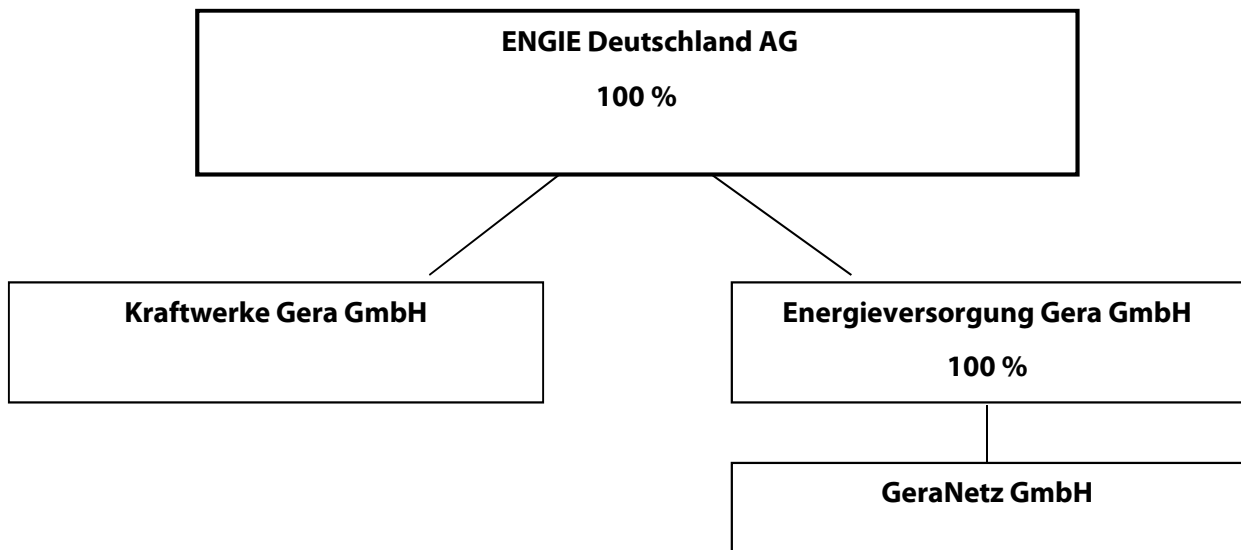 ENGIE Deutschland AG
100 %
Kraftwerke Gera GmbH
Energieversorgung Gera GmbH
100 %
GeraNetz GmbH